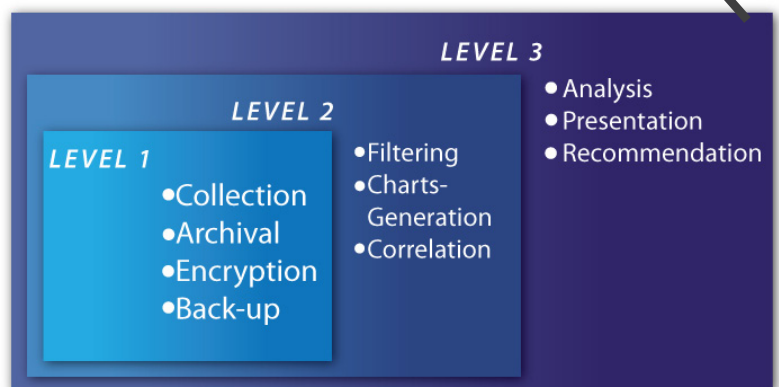 LEVEL 3
● Analysis
● Presentation
● Recommendation
LEVEL 2
●Filtering
●Charts-
Generation
●Correlation
LEVEL 1
●Collection
●Archival
●Encryption
●Back-up